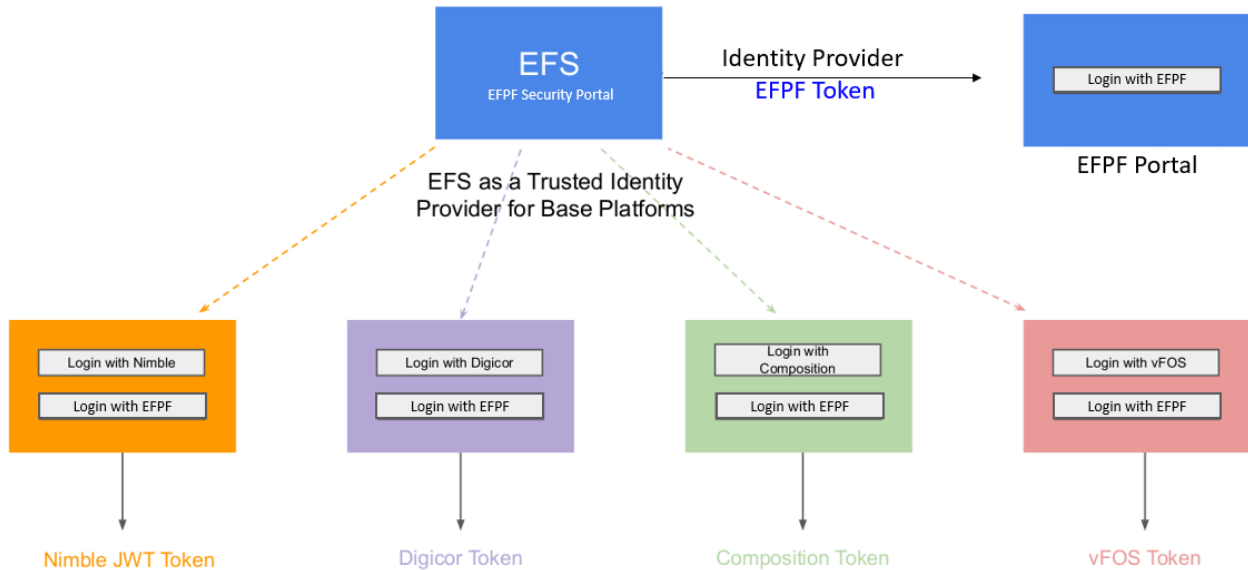 EFS
EFPF Security Portal
Identity Provider
EFPF Token
Login with EFPF
EFPF Portal
EFS as a Trusted Identity
Provider for Base Platforms
Login with Nimble
Login with EFPF
Login with Digicor
Login with EFPF
Login with
Composition
Login with EFPF
Login with vFOS
Login with EFPF
Nimble JWT Token
Digicor Token
Composition Token
vFOS Token